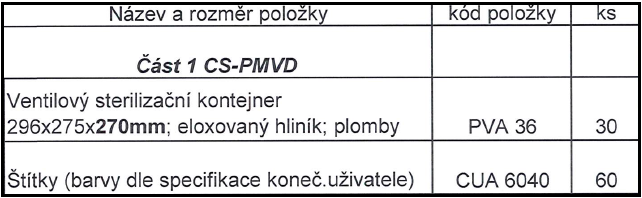 Název a rozměr položky kód položky ks
Část 1 CS-PMVD
Ventilový sterilizační kontejner
296x275x270mm; eloxovaný hliník; plomby PVA 36 30
Štítky (barvy dle specifikace koneč.uživatele) CUA 6040 60